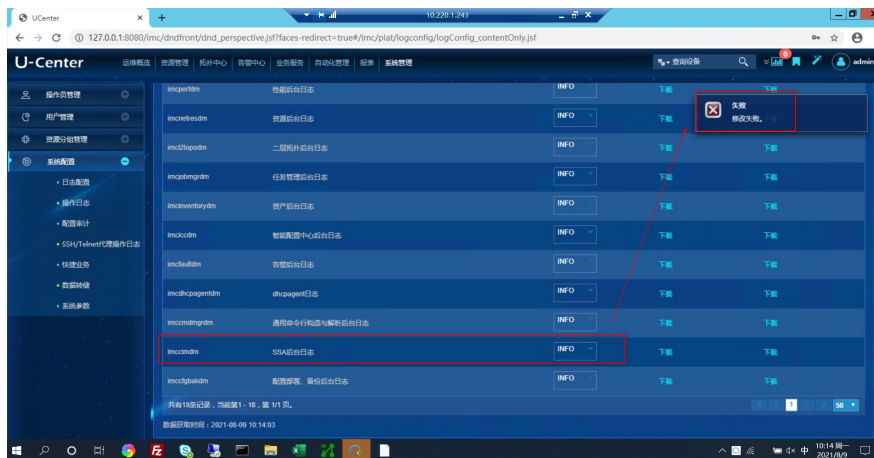 10.220.1.243
UCenter
127.0.0.1:8080/imc/dndfront/dnd_perspective.jsf?faces-redirect=true#/imc/plat/logconfig/logConfig_contentOnly.jsf
U-Center 运维概览 资源管理 拓扑中心 告警中心 业务服务 自动化管理 报表 系统管理 查询设备 0 admin
操作员管理
用户管理
资源分组管理
系统配置
• 日志配置
• 操作日志
• 配置审计
• SSH/Telnet代理操作日志
• 快捷业务
• 数据转储
• 系统参数
imcperfdm 性能后台日志 INFO 下载 下载
imcnetresdm 资源后台日志 INFO 下载
失败
修改失败。
imcl2topodm 二层拓扑后台日志 INFO 下载 下载
imcjobmgrdm 任务管理后台日志 INFO 下载 下载
imcinventorydm 资产后台日志 INFO 下载 下载
imciccdm 智能配置中心后台日志 INFO 下载 下载
imcfaultdm 告警后台日志 INFO 下载 下载
imcdhcpagentdm dhcpagent日志 INFO 下载 下载
imccmdmgrdm 通用命令行构造与解析后台日志 INFO 下载 下载
imccimdm SSA后台日志 INFO 下载 下载
imccfgbakdm 配置部署、备份后台日志 INFO 下载 下载
共有18条记录，当前第1 - 18，第 1/1 页。 1 50
数据获取时间：2021-08-09 10:14:03
中 10:14 周一
2021/8/9